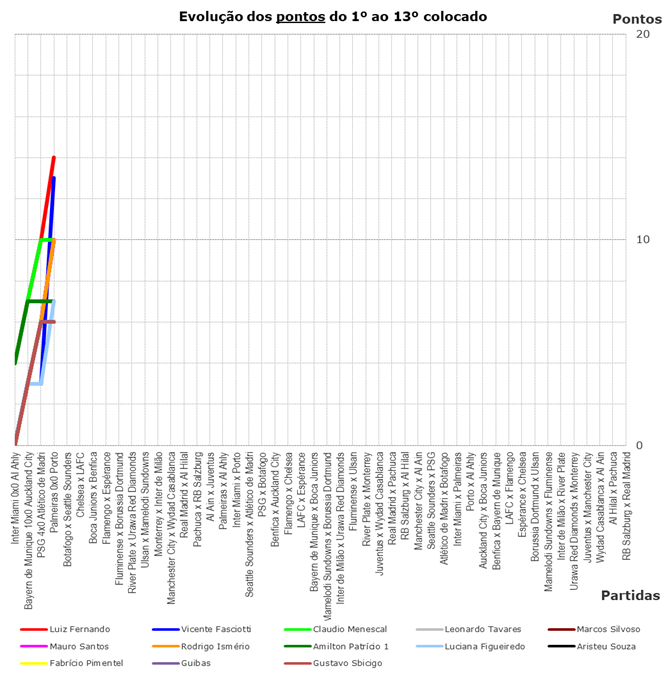 Evolução dos pontos do 1º ao 13º colocado
Pontos
20
10
0
Inter Miami 0x0 Al Ahly
Bayern de Munique 10x0 Auckland City
PSG 4x0 Atlético de Madri
Palmeiras 0x0 Porto
Botafogo x Seattle Sounders
Chelsea x LAFC
Boca Juniors x Benfica
Flamengo x Espérance
Fluminense x Borussia Dortmund
River Plate x Urawa Red Diamonds
Ulsan x Mamelodi Sundowns
Monterrey x Inter de Milão
Manchester City x Wydad Casablanca
Real Madrid x Al Hilal
Pachuca x RB Salzburg
Al Ain x Juventus
Palmeiras x Al Ahly
Inter Miami x Porto
Seattle Sounders x Atlético de Madri
PSG x Botafogo
Benfica x Auckland City
Flamengo x Chelsea
LAFC x Espérance
Bayern de Munique x Boca Juniors
Mamelodi Sundowns x Borussia Dortmund
Inter de Milão x Urawa Red Diamonds
Fluminense x Ulsan
River Plate x Monterrey
Juventus x Wydad Casablanca
Real Madrid x Pachuca
RB Salzburg x Al Hilal
Manchester City x Al Ain
Seattle Sounders x PSG
Atlético de Madri x Botafogo
Inter Miami x Palmeiras
Porto x Al Ahly
Auckland City x Boca Juniors
Benfica x Bayern de Munique
LAFC x Flamengo
Espérance x Chelsea
Borussia Dortmund x Ulsan
Mamelodi Sundowns x Fluminense
Inter de Milão x River Plate
Urawa Red Diamonds x Monterrey
Juventus x Manchester City
Wydad Casablanca x Al Ain
Al Hilal x Pachuca
RB Salzburg x Real Madrid
Partidas
Luiz Fernando Vicente Fasciotti Claudio Menescal Leonardo Tavares Marcos Silvoso
Mauro Santos Rodrigo Ismério Amilton Patrício 1 Luciana Figueiredo Aristeu Souza
Fabrício Pimentel Guibas Gustavo Sbicigo